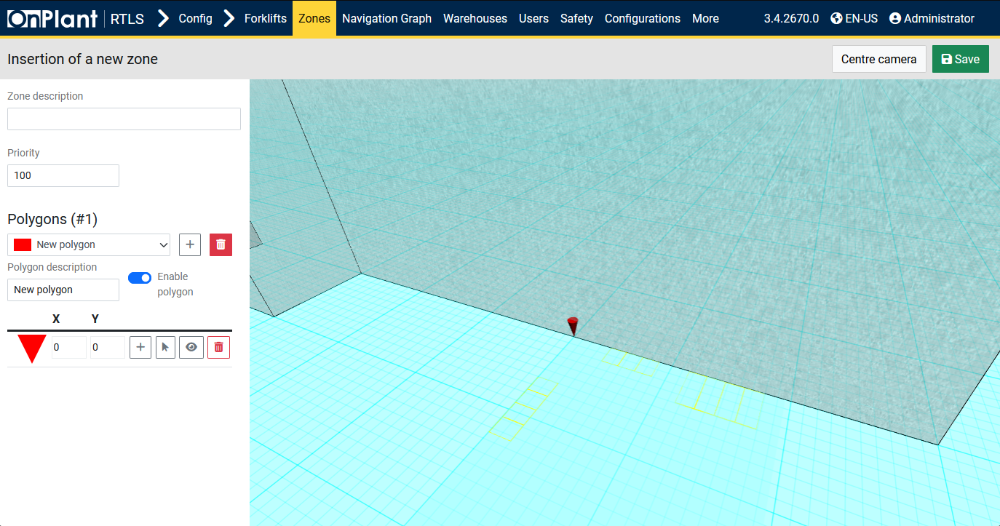 OnPlant RTLS Config Forklifts Zones Navigation Graph Warehouses Users Safety Configurations More 3.4.2670.0 EN-US Administrator
Insertion of a new zone Centre camera Save
Zone description
Priority
100
Polygons (#1)
New polygon
Polygon description
Enable polygon
New polygon
X Y
0 0